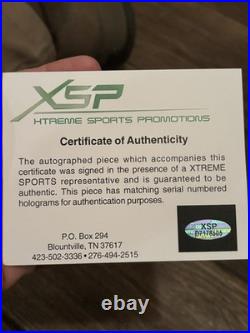 XSP
XTREME SPORTS PROMOTIONS
Certificate of Authenticity
The autographed piece which accompanies this
certificate was signed in the presence of a XTREME
SPORTS representative and is guaranteed to be
authentic. This piece has matching serial numbered
holograms for authentication purposes.
P.O. Box 294
Blountville, TN 37617
423-502-3336 • 276-494-2515
XSP